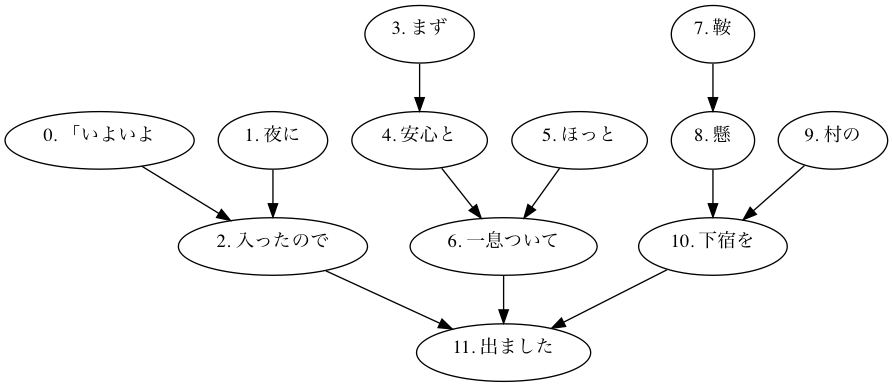 3. まず
7. 鞍
0. 「いよいよ
1. 夜に
4. 安心と
5. ほっと
8. 懸
9. 村の
2. 入ったので
6. 一息ついて
10. 下宿を
11. 出ました